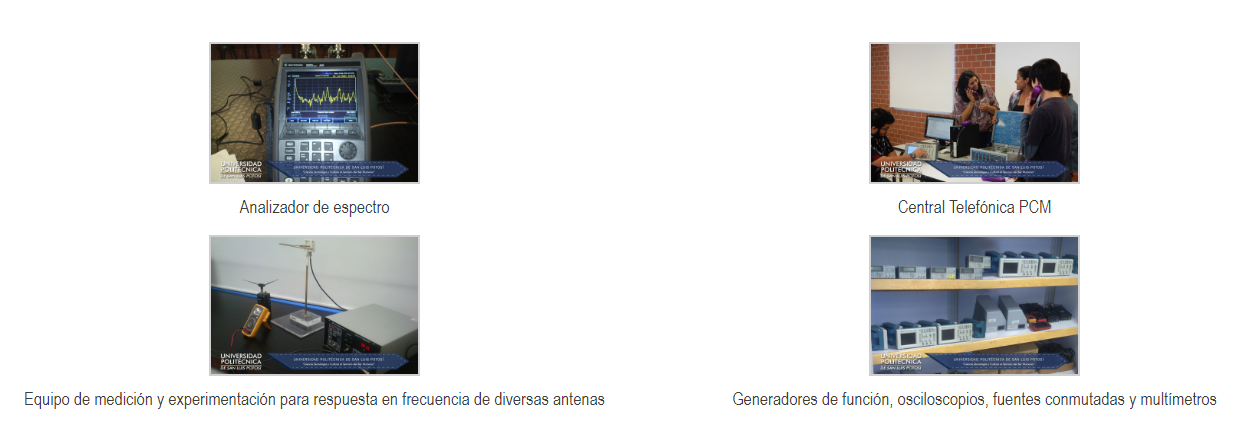 UNIVERSIDAD
POLITÉCNICA
DE SAN LUIS POTOSÍ
UNIVERSIDAD POLITÉCNICA DE SAN LUIS POTOSÍ
UNIVERSIDAD
POLITÉCNICA
DE SAN LUIS POTOSÍ
UNIVERSIDAD POLITÉCNICA DE SAN LUIS POTOSÍ
Analizador de espectro
Central Telefónica PCM
UNIVERSIDAD
POLITÉCNICA
DE SAN LUIS POTOSÍ
UNIVERSIDAD POLITÉCNICA DE SAN LUIS POTOSÍ
UNIVERSIDAD
POLITÉCNICA
DE SAN LUIS POTOSÍ
UNIVERSIDAD POLITÉCNICA DE SAN LUIS POTOSÍ
Equipo de medición y experimentación para respuesta en frecuencia de diversas antenas
Generadores de función, osciloscopios, fuentes conmutadas y multímetros